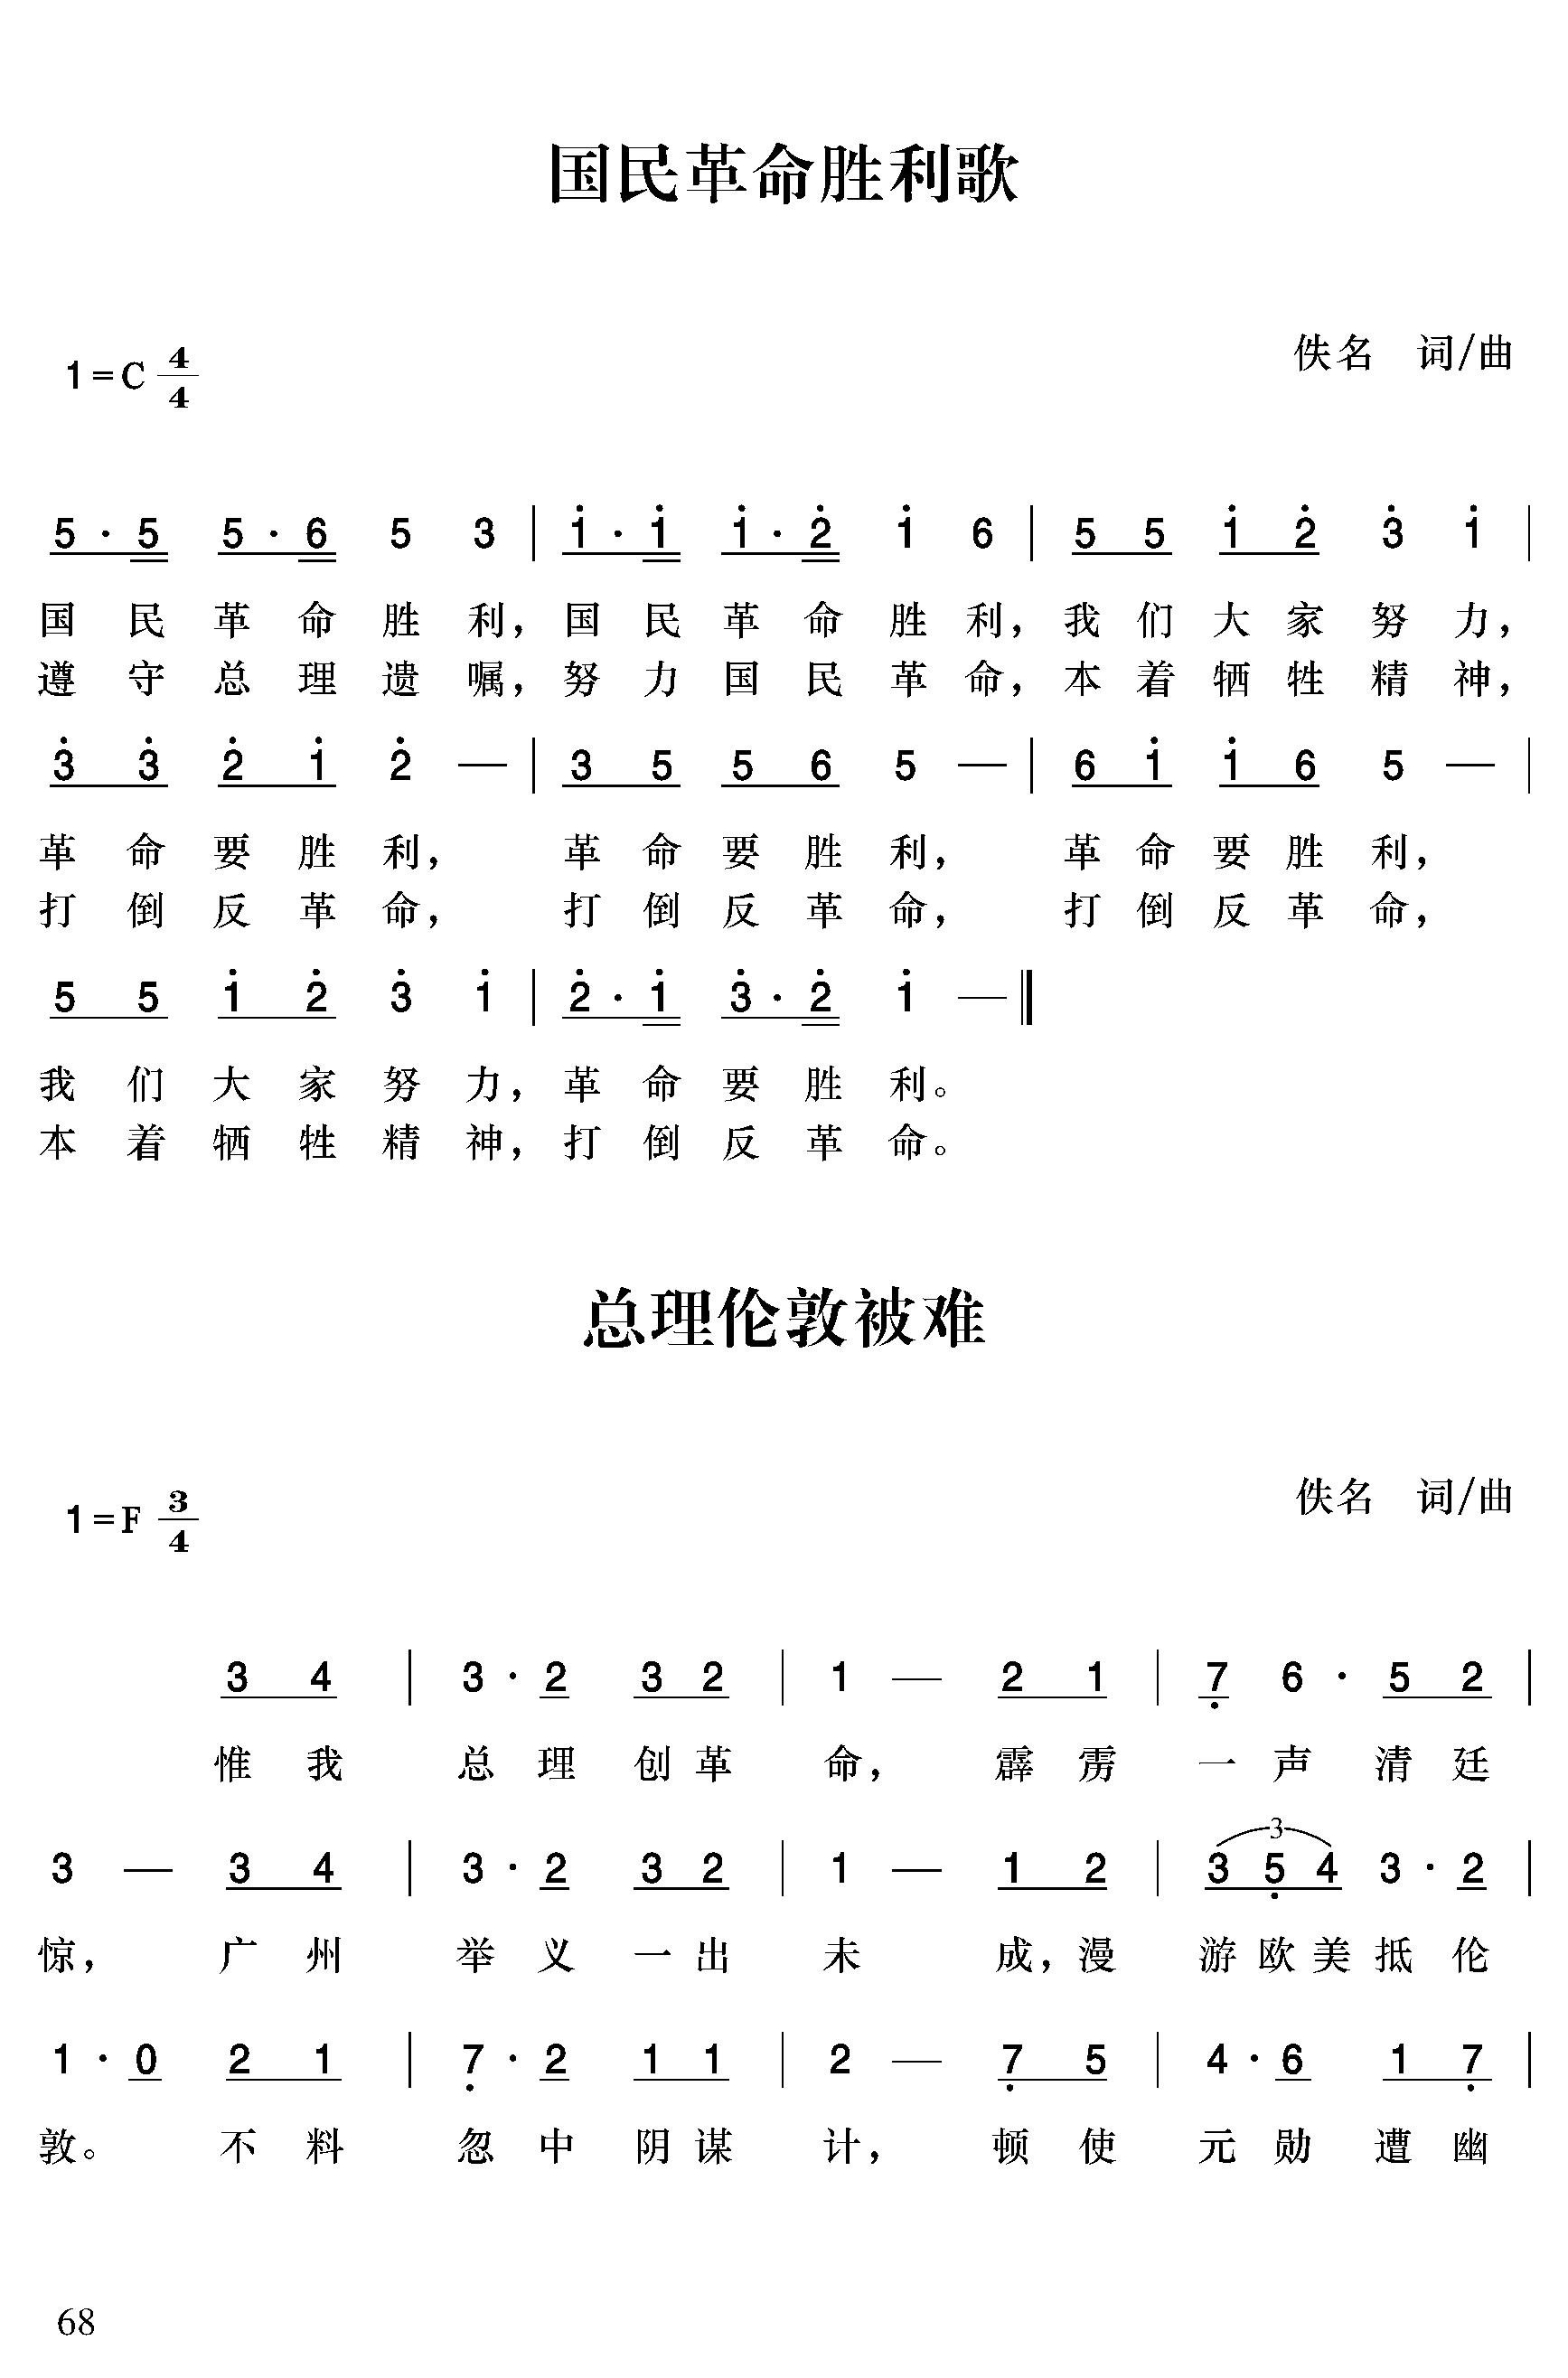 国民革命胜利歌
佚名 词/曲
1=C 4/4
5·5 5·6 5 3 | i·i i·2̇ i 6 | 5 5 i 2̇ 3̇ i |
国民革命胜利，国民革命胜利，我们大家努力，
遵守总理遗嘱，努力国民革命，本着牺牲精神，
3̇ 3̇ 2̇ i 2̇ — | 3 5 5 6 5 — | 6 i i 6 5 — |
革命要胜利， 革命要胜利， 革命要胜利，
打倒反革命， 打倒反革命， 打倒反革命，
5 5 i 2̇ 3̇ i | 2̇·i 3̇·2̇ i — ‖
我们大家努力，革命要胜利。
本着牺牲精神，打倒反革命。
总理伦敦被难
佚名 词/曲
1=F 3/4
3 4 | 3·2 3 2 | 1 — 2 1 | 7̣ 6· 5 2 |
惟我 总理创革 命， 霹雳 一声清廷
3
3 — 3 4 | 3·2 3 2 | 1 — 1 2 | 3 5̣ 4 3·2 |
惊， 广州 举义一出 未 成，漫 游欧美抵伦
1·0 2 1 | 7̣·2 1 1 | 2 — 7̣ 5 | 4·6 1 7̣ |
敦。 不料 忽中阴谋 计， 顿使 元勋遭幽
68